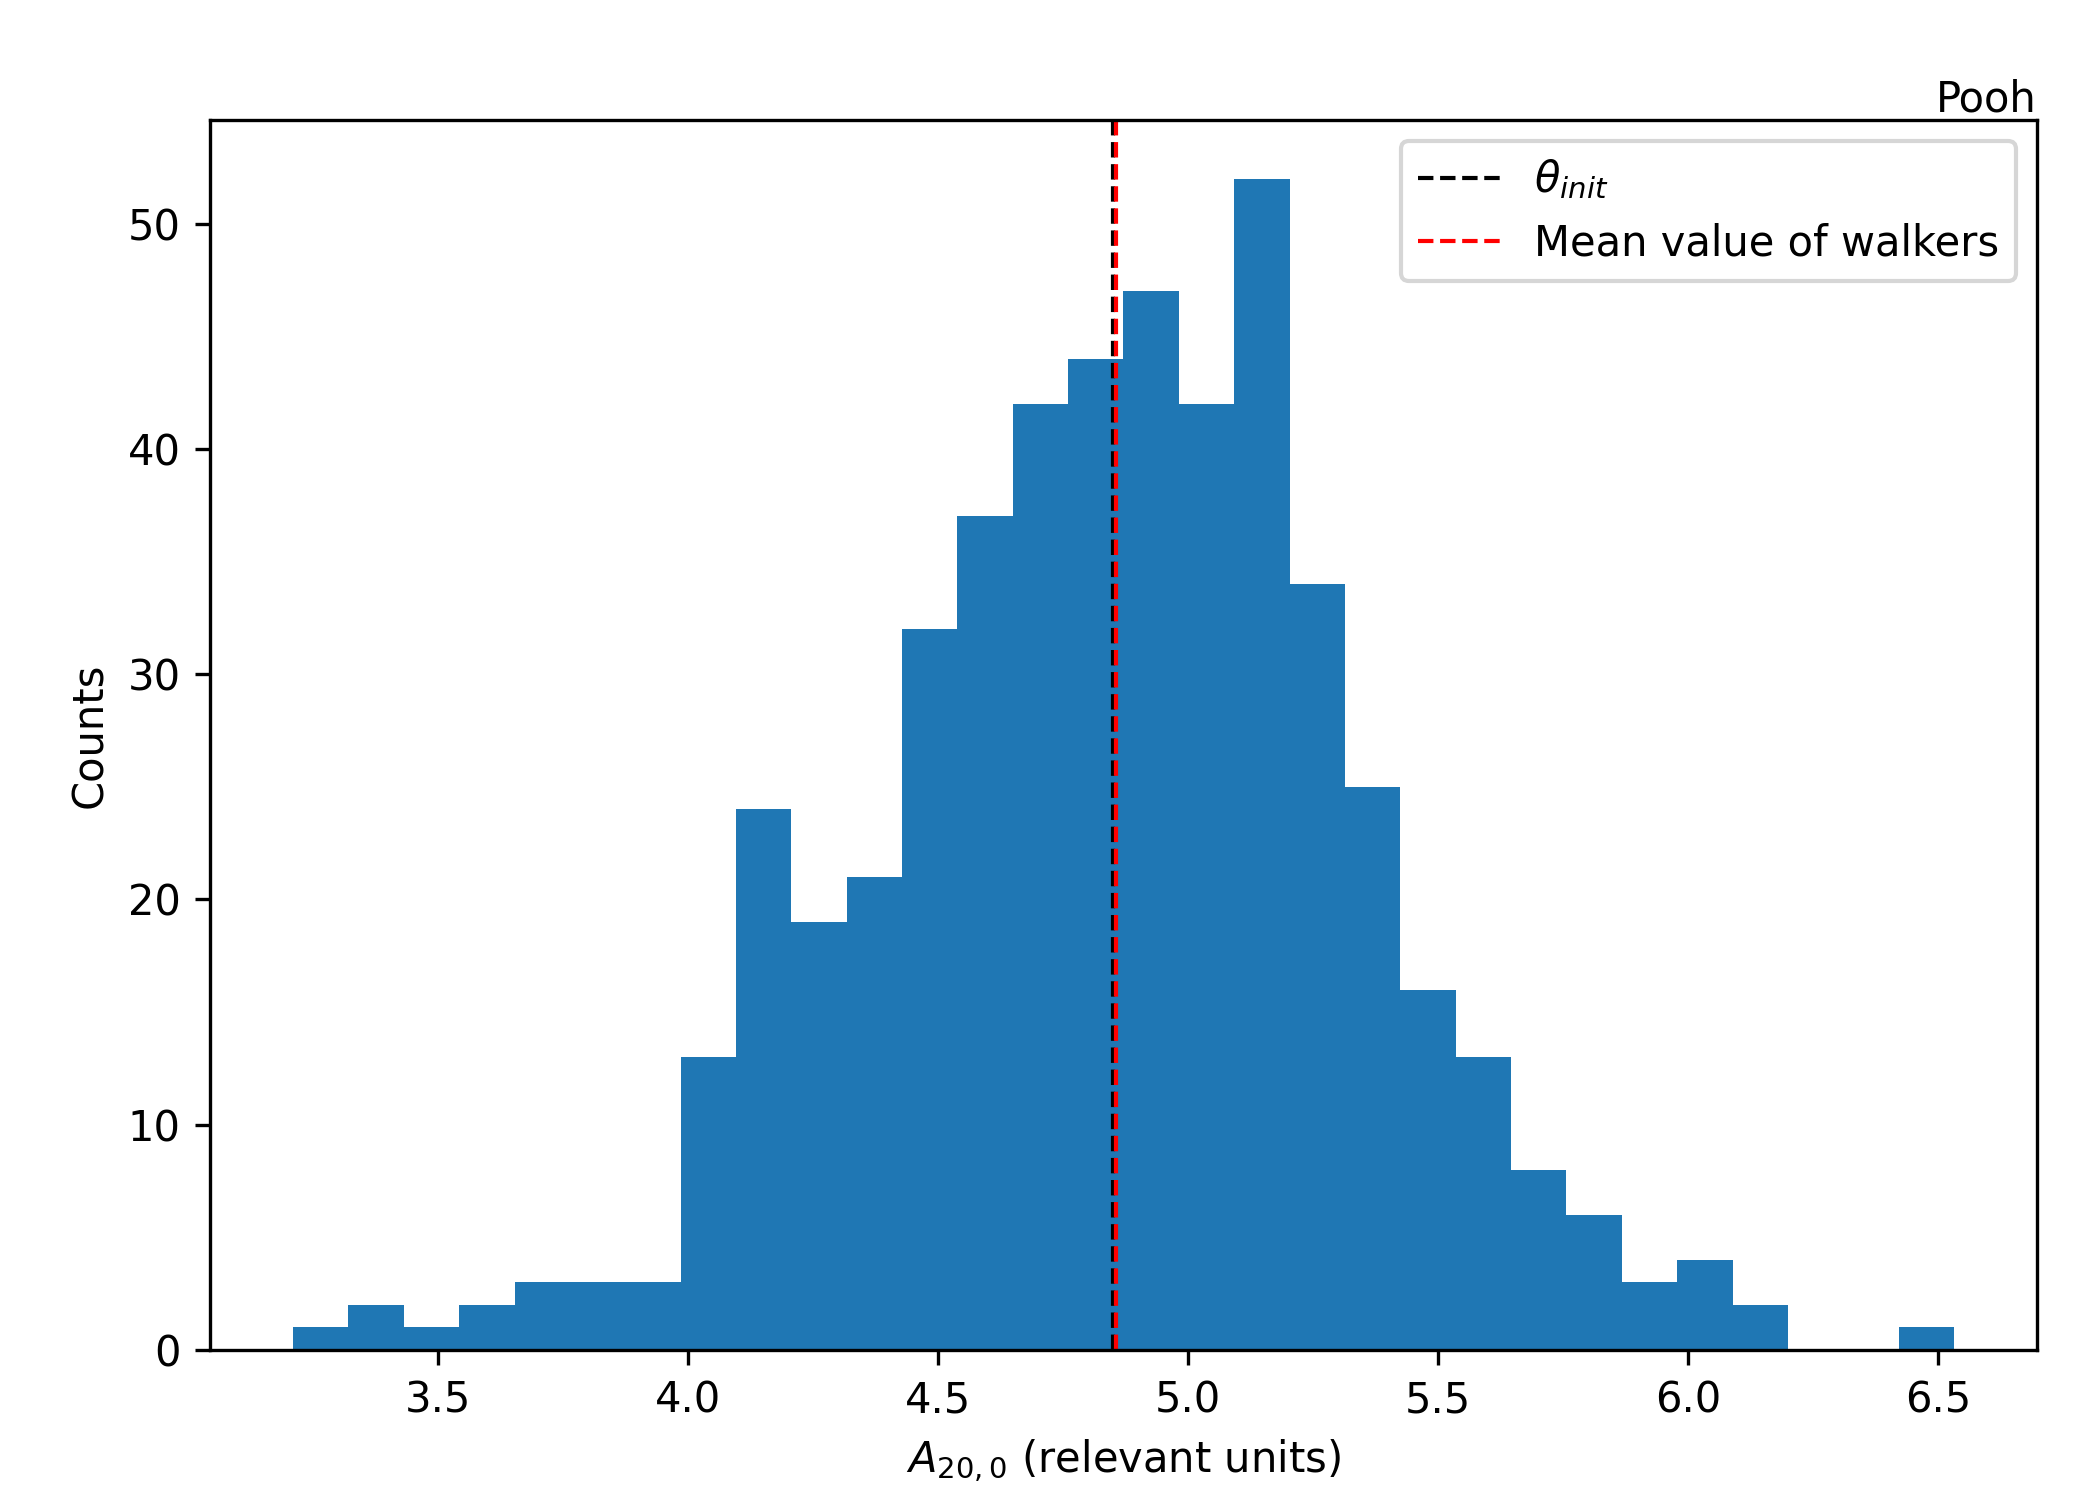 Pooh
θinit
Mean value of walkers
50
40
30
20
10
0
Counts
3.5 4.0 4.5 5.0 5.5 6.0 6.5
A20,0 (relevant units)